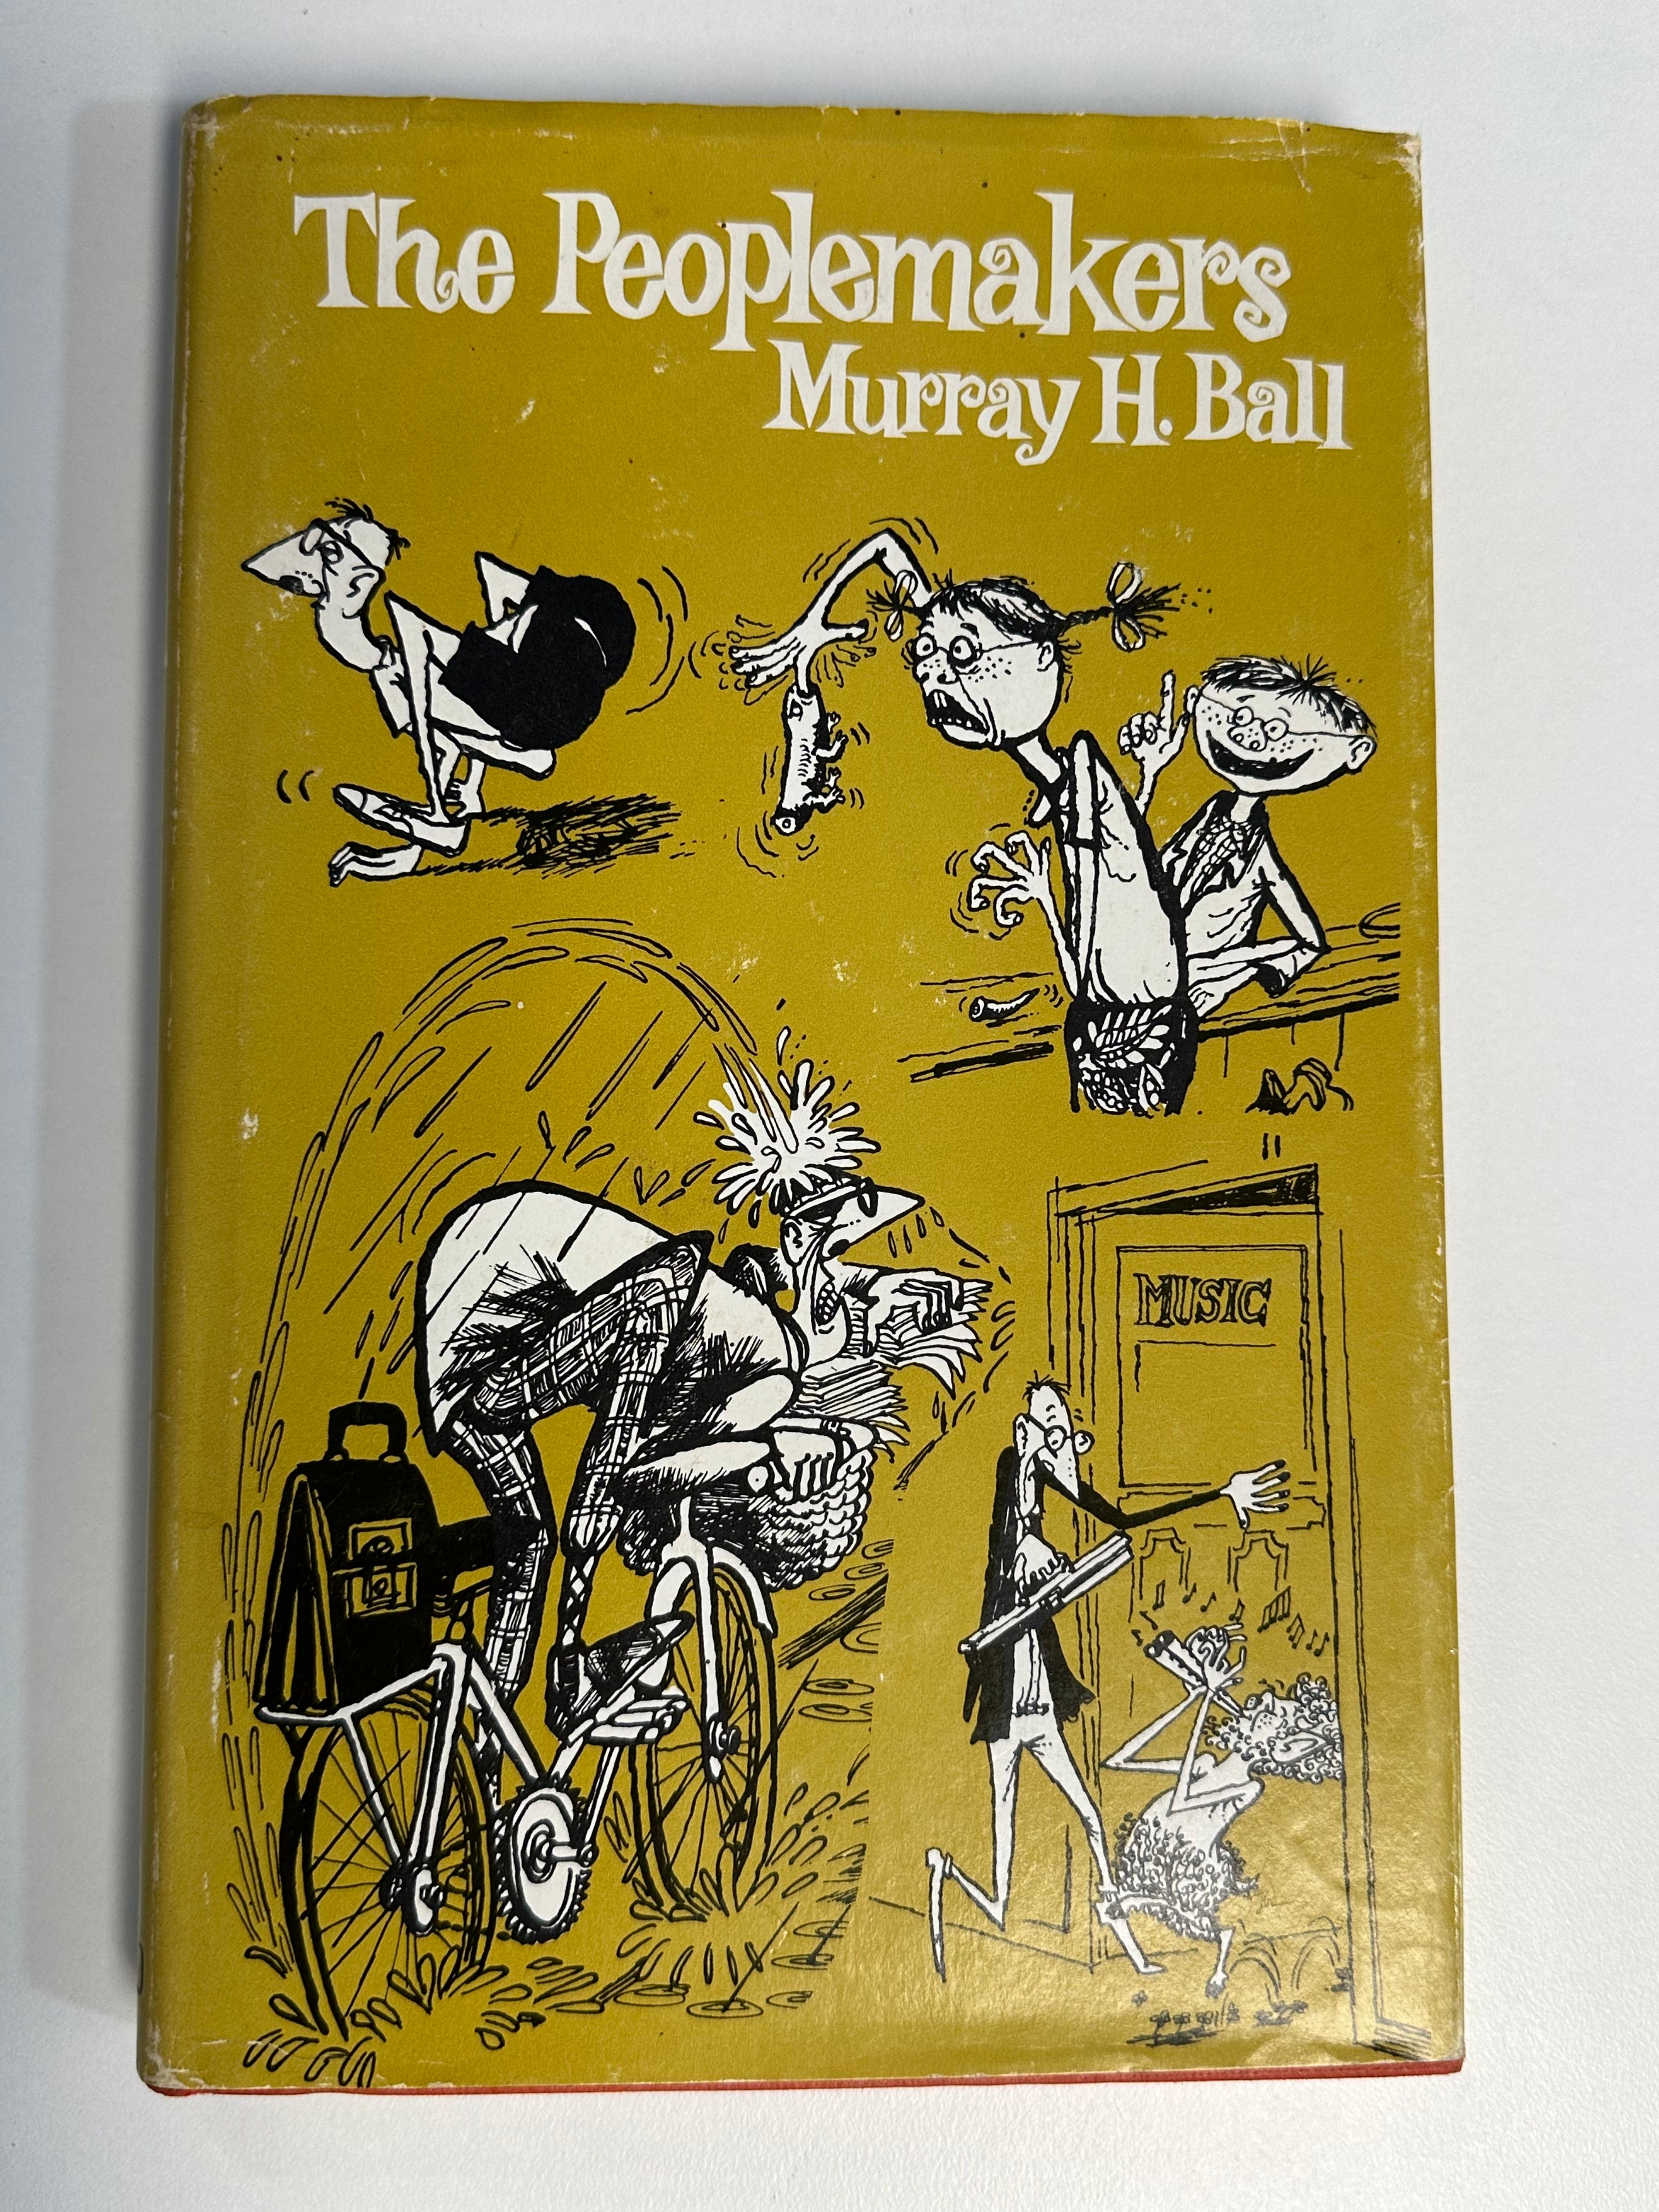 The Peoplemakers
Murray H. Ball
MUSIC